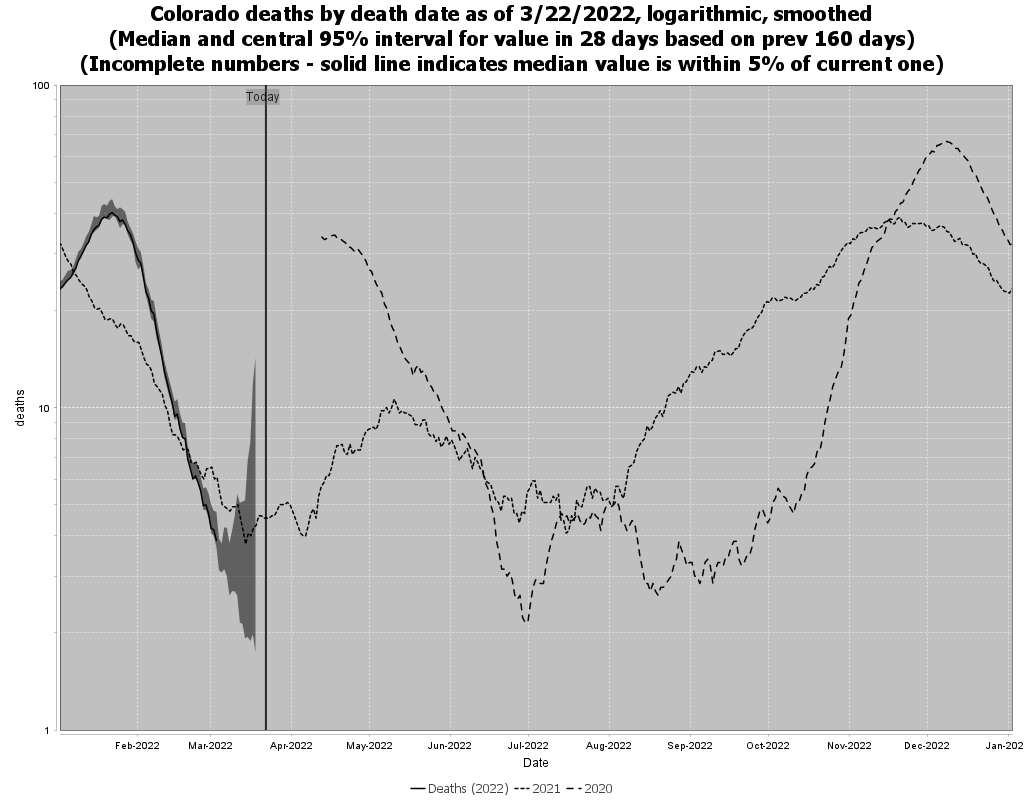 Colorado deaths by death date as of 3/22/2022, logarithmic, smoothed
(Median and central 95% interval for value in 28 days based on prev 160 days)
(Incomplete numbers - solid line indicates median value is within 5% of current one)
100
Today
10
deaths
1
Feb-2022 Mar-2022 Apr-2022 May-2022 Jun-2022 Jul-2022 Aug-2022 Sep-2022 Oct-2022 Nov-2022 Dec-2022 Jan-202
Date
Deaths (2022) 2021 2020